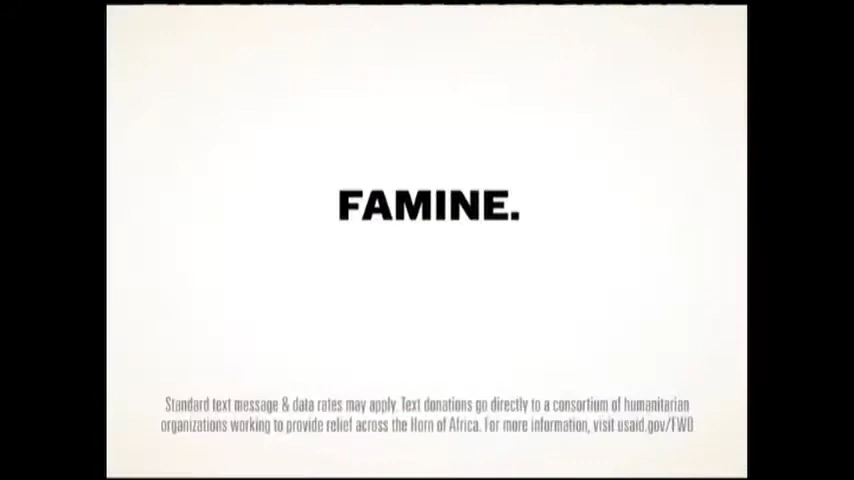 FAMINE.
Standard text message & data rates may apply. Text donations go directly to a consortium of humanitarian
organizations working to provide relief across the Horn of Africa. For more information, visit usaid.gov/FWD